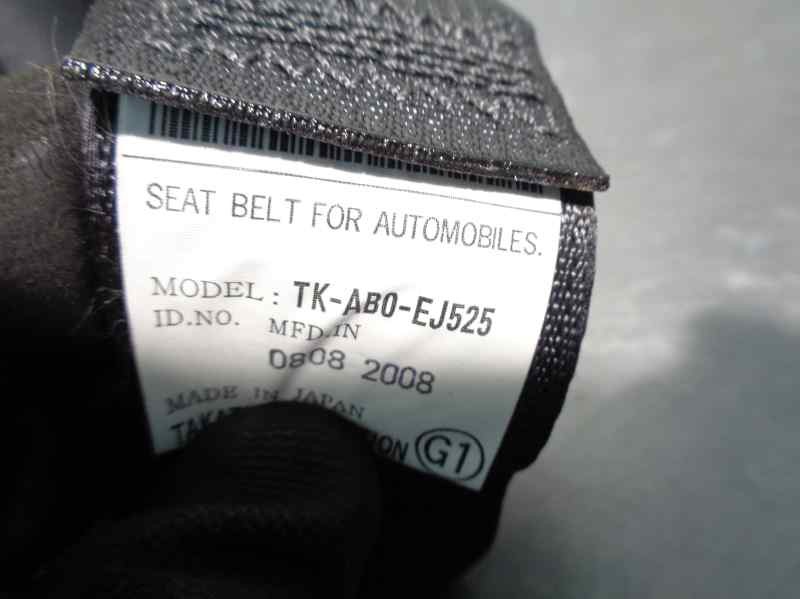 SEAT BELT FOR AUTOMOBILES.
MODEL: TK-AB0-EJ525
ID.NO. MFD.IN
0808 2008
MADE IN JAPAN
G1